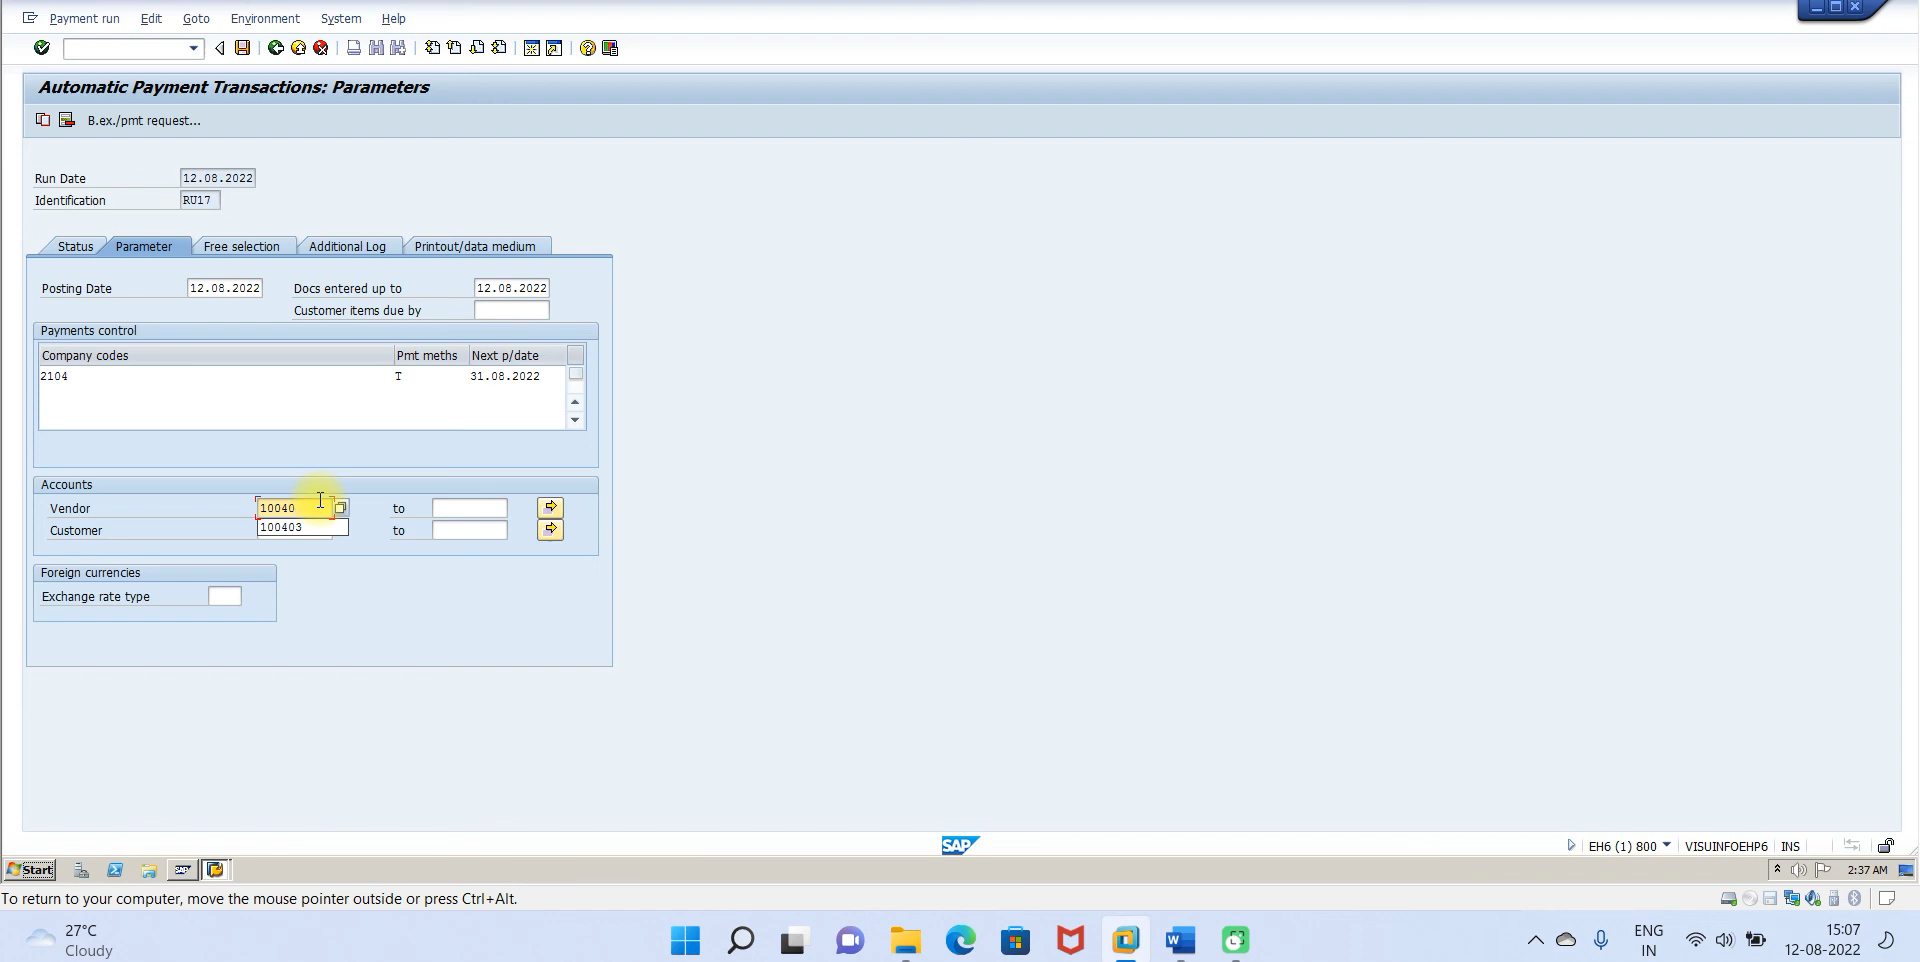 Payment run Edit Goto Environment System Help
Automatic Payment Transactions: Parameters
B.ex./pmt request...
Run Date 12.08.2022
Identification RU17
Status Parameter Free selection Additional Log Printout/data medium
Posting Date 12.08.2022 Docs entered up to 12.08.2022
Customer items due by
Payments control
Company codes Pmt meths Next p/date
2104 T 31.08.2022
Accounts
Vendor 10040 to
100403
Customer to
Foreign currencies
Exchange rate type
SAP EH6 (1) 800 VISUINFOEHP6 INS
Start 2:37 AM
To return to your computer, move the mouse pointer outside or press Ctrl+Alt.
27°C
Cloudy
ENG
IN
15:07
12-08-2022